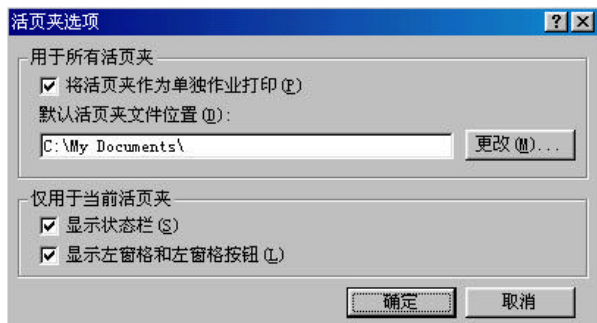 活页夹选项
用于所有活页夹
将活页夹作为单独作业打印(P)
默认活页夹文件位置(D):
C:\My Documents\
更改(M)...
仅用于当前活页夹
显示状态栏(S)
显示左窗格和左窗格按钮(L)
确定 取消